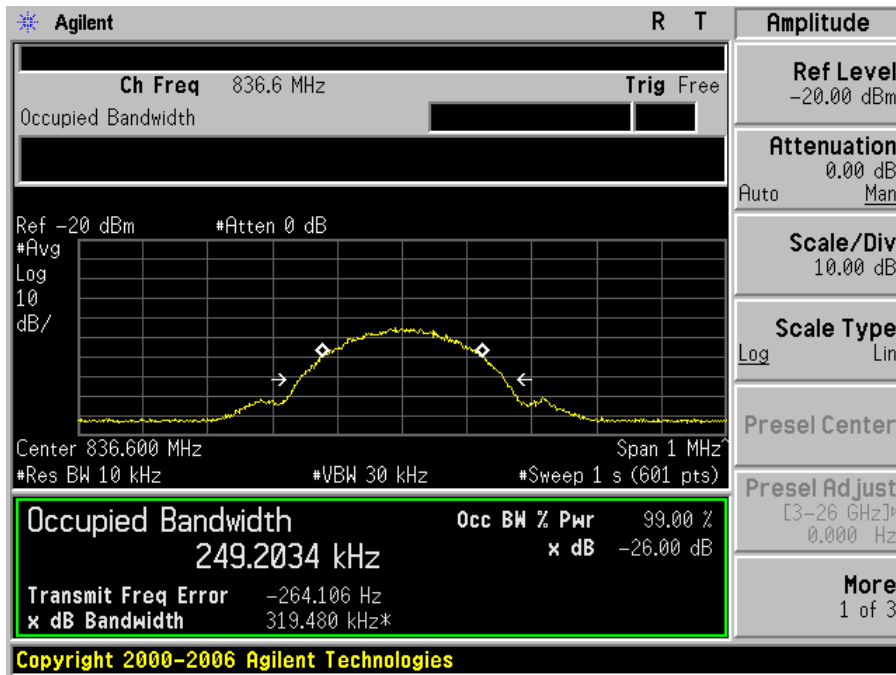 Agilent R T Amplitude
Ch Freq 836.6 MHz Trig Free
Occupied Bandwidth
Ref Level
-20.00 dBm
Attenuation
0.00 dB
Auto Man
Scale/Div
10.00 dB
Scale Type
Log Lin
Presel Center
Presel Adjust
[3-26 GHz]
0.000 Hz
More
1 of 3
Ref -20 dBm #Atten 0 dB
#Avg
Log
10
dB/
Center 836.600 MHz Span 1 MHz^
#Res BW 10 kHz #VBW 30 kHz #Sweep 1 s (601 pts)
Occupied Bandwidth
249.2034 kHz
Occ BW % Pwr 99.00 %
x dB -26.00 dB
Transmit Freq Error -264.106 Hz
x dB Bandwidth 319.480 kHz*
Copyright 2000-2006 Agilent Technologies